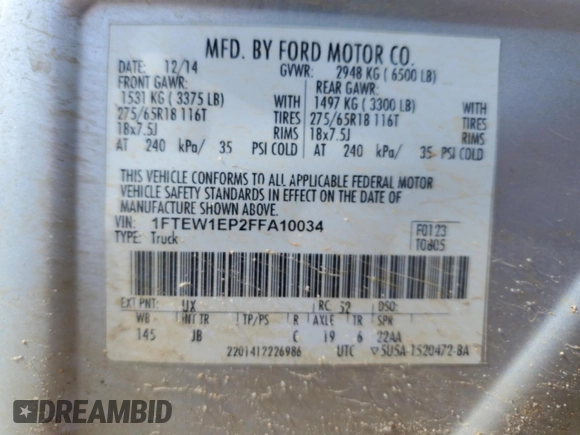 MFD. BY FORD MOTOR CO.
DATE: 12/14 GVWR: 2948 KG ( 6500 LB)
FRONT GAWR: REAR GAWR:
1531 KG ( 3375 LB) WITH 1497 KG ( 3300 LB) WITH
275/65R18 116T TIRES 275/65R18 116T TIRES
18x7.5J RIMS 18x7.5J RIMS
AT 240 kPa/ 35 PSI COLD AT 240 kPa/ 35 PSI COLD
THIS VEHICLE CONFORMS TO ALL APPLICABLE FEDERAL MOTOR
VEHICLE SAFETY STANDARDS IN EFFECT ON THE DATE OF
MANUFACTURE SHOWN ABOVE.
VIN: 1FTEW1EP2FFA10034 F0123
TYPE: Truck T0805
EXT PNT: UX RC: 52 DSO:
WB INT TR TP/PS R AXLE TR SPR
145 JB C 19 6 22AA
2201412226986 UTC ▽5USA-1520472-BA
DREAMBID